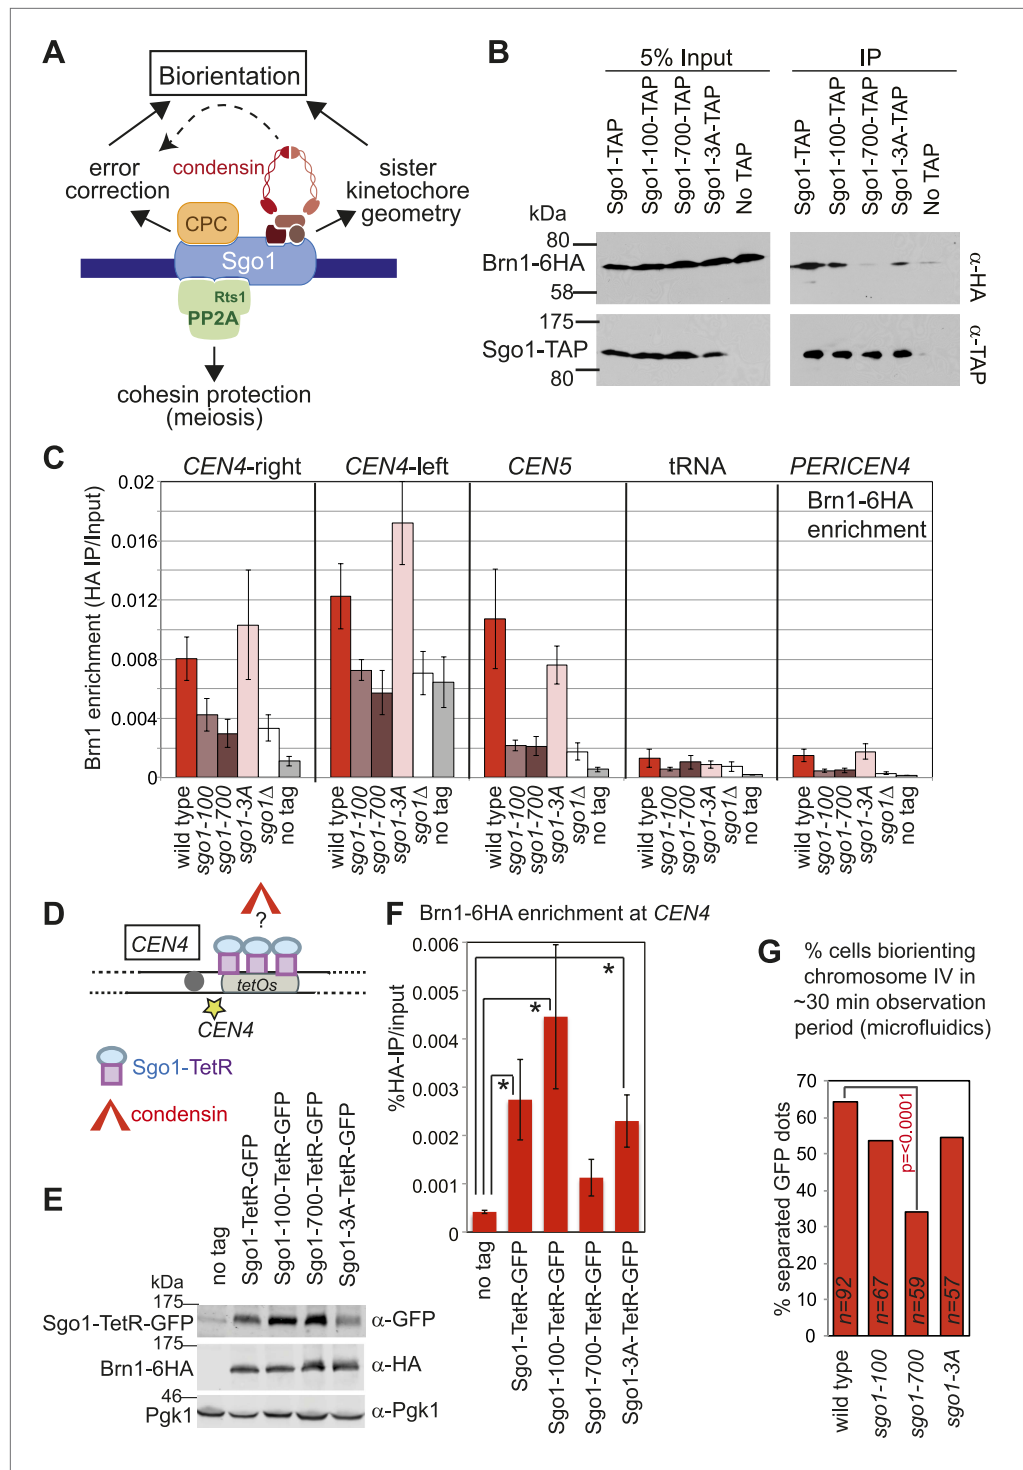 A
Biorientation
error
correction
condensin
sister
kinetochore
geometry
CPC
Sgo1
Rts1
PP2A
cohesin protection
(meiosis)
B
5% Input
IP
Sgo1-TAP
Sgo1-100-TAP
Sgo1-700-TAP
Sgo1-3A-TAP
No TAP
Sgo1-TAP
Sgo1-100-TAP
Sgo1-700-TAP
Sgo1-3A-TAP
No TAP
kDa
80
Brn1-6HA
58
α-HA
175
Sgo1-TAP
80
α-TAP
C
CEN4-right
CEN4-left
CEN5
tRNA
PERICEN4
Brn1-6HA
enrichment
Brn1 enrichment (HA IP/Input)
0.02
0.016
0.012
0.008
0.004
0
wild type
sgo1-100
sgo1-700
sgo1-3A
sgo1Δ
no tag
wild type
sgo1-100
sgo1-700
sgo1-3A
sgo1Δ
no tag
wild type
sgo1-100
sgo1-700
sgo1-3A
sgo1Δ
no tag
wild type
sgo1-100
sgo1-700
sgo1-3A
sgo1Δ
no tag
wild type
sgo1-100
sgo1-700
sgo1-3A
sgo1Δ
no tag
D
?
CEN4
tetOs
CEN4
Sgo1-TetR
condensin
E
no tag
Sgo1-TetR-GFP
Sgo1-100-TetR-GFP
Sgo1-700-TetR-GFP
Sgo1-3A-TetR-GFP
kDa
175
Sgo1-TetR-GFP
α-GFP
175
Brn1-6HA
α-HA
46
Pgk1
α-Pgk1
F
Brn1-6HA enrichment at CEN4
%HA-IP/input
0.006
0.005
0.004
0.003
0.002
0.001
0
*
*
*
no tag
Sgo1-TetR-GFP
Sgo1-100-TetR-GFP
Sgo1-700-TetR-GFP
Sgo1-3A-TetR-GFP
G
% cells biorienting
chromosome IV in
~30 min observation
period (microfluidics)
% separated GFP dots
70
60
50
40
30
20
10
0
p=<0.0001
n=92
n=67
n=59
n=57
wild type
sgo1-100
sgo1-700
sgo1-3A